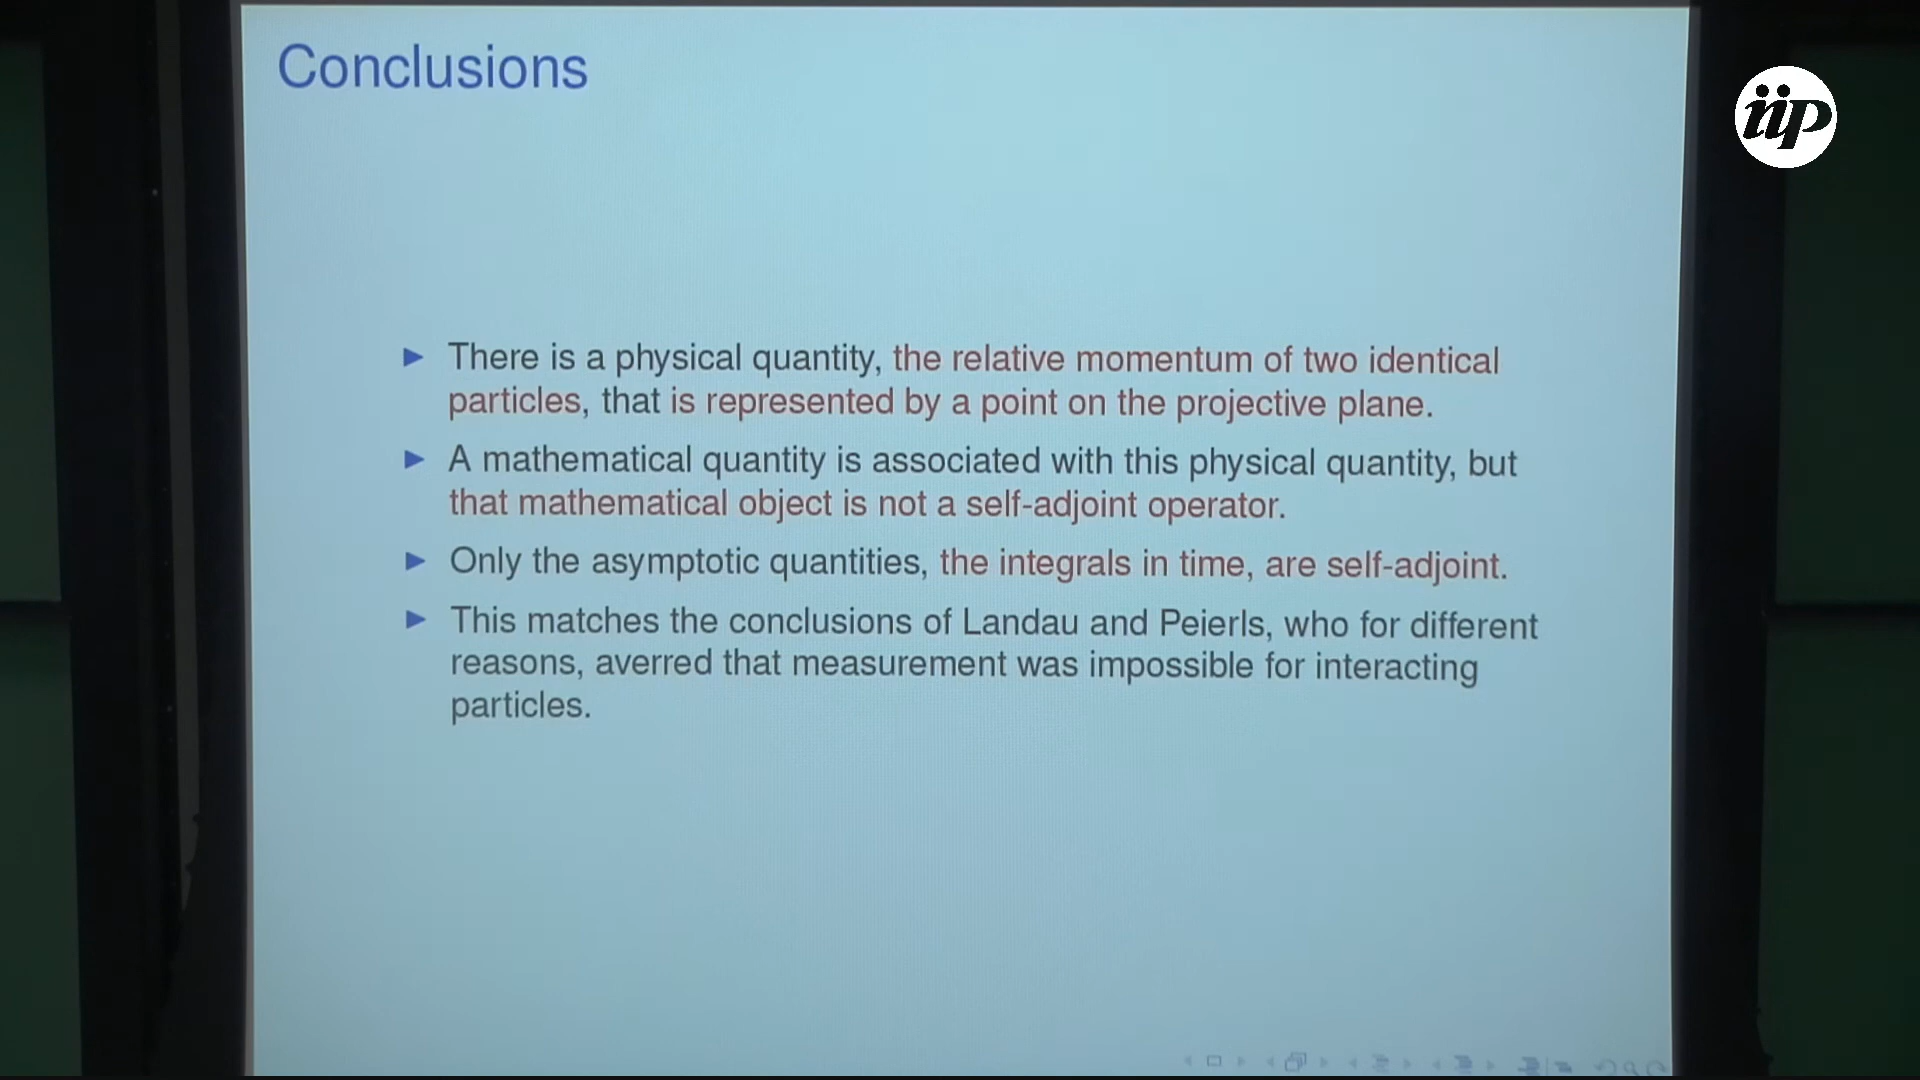 Conclusions
iip
There is a physical quantity, the relative momentum of two identical
particles, that is represented by a point on the projective plane.
A mathematical quantity is associated with this physical quantity, but
that mathematical object is not a self-adjoint operator.
Only the asymptotic quantities, the integrals in time, are self-adjoint.
This matches the conclusions of Landau and Peierls, who for different
reasons, averred that measurement was impossible for interacting
particles.